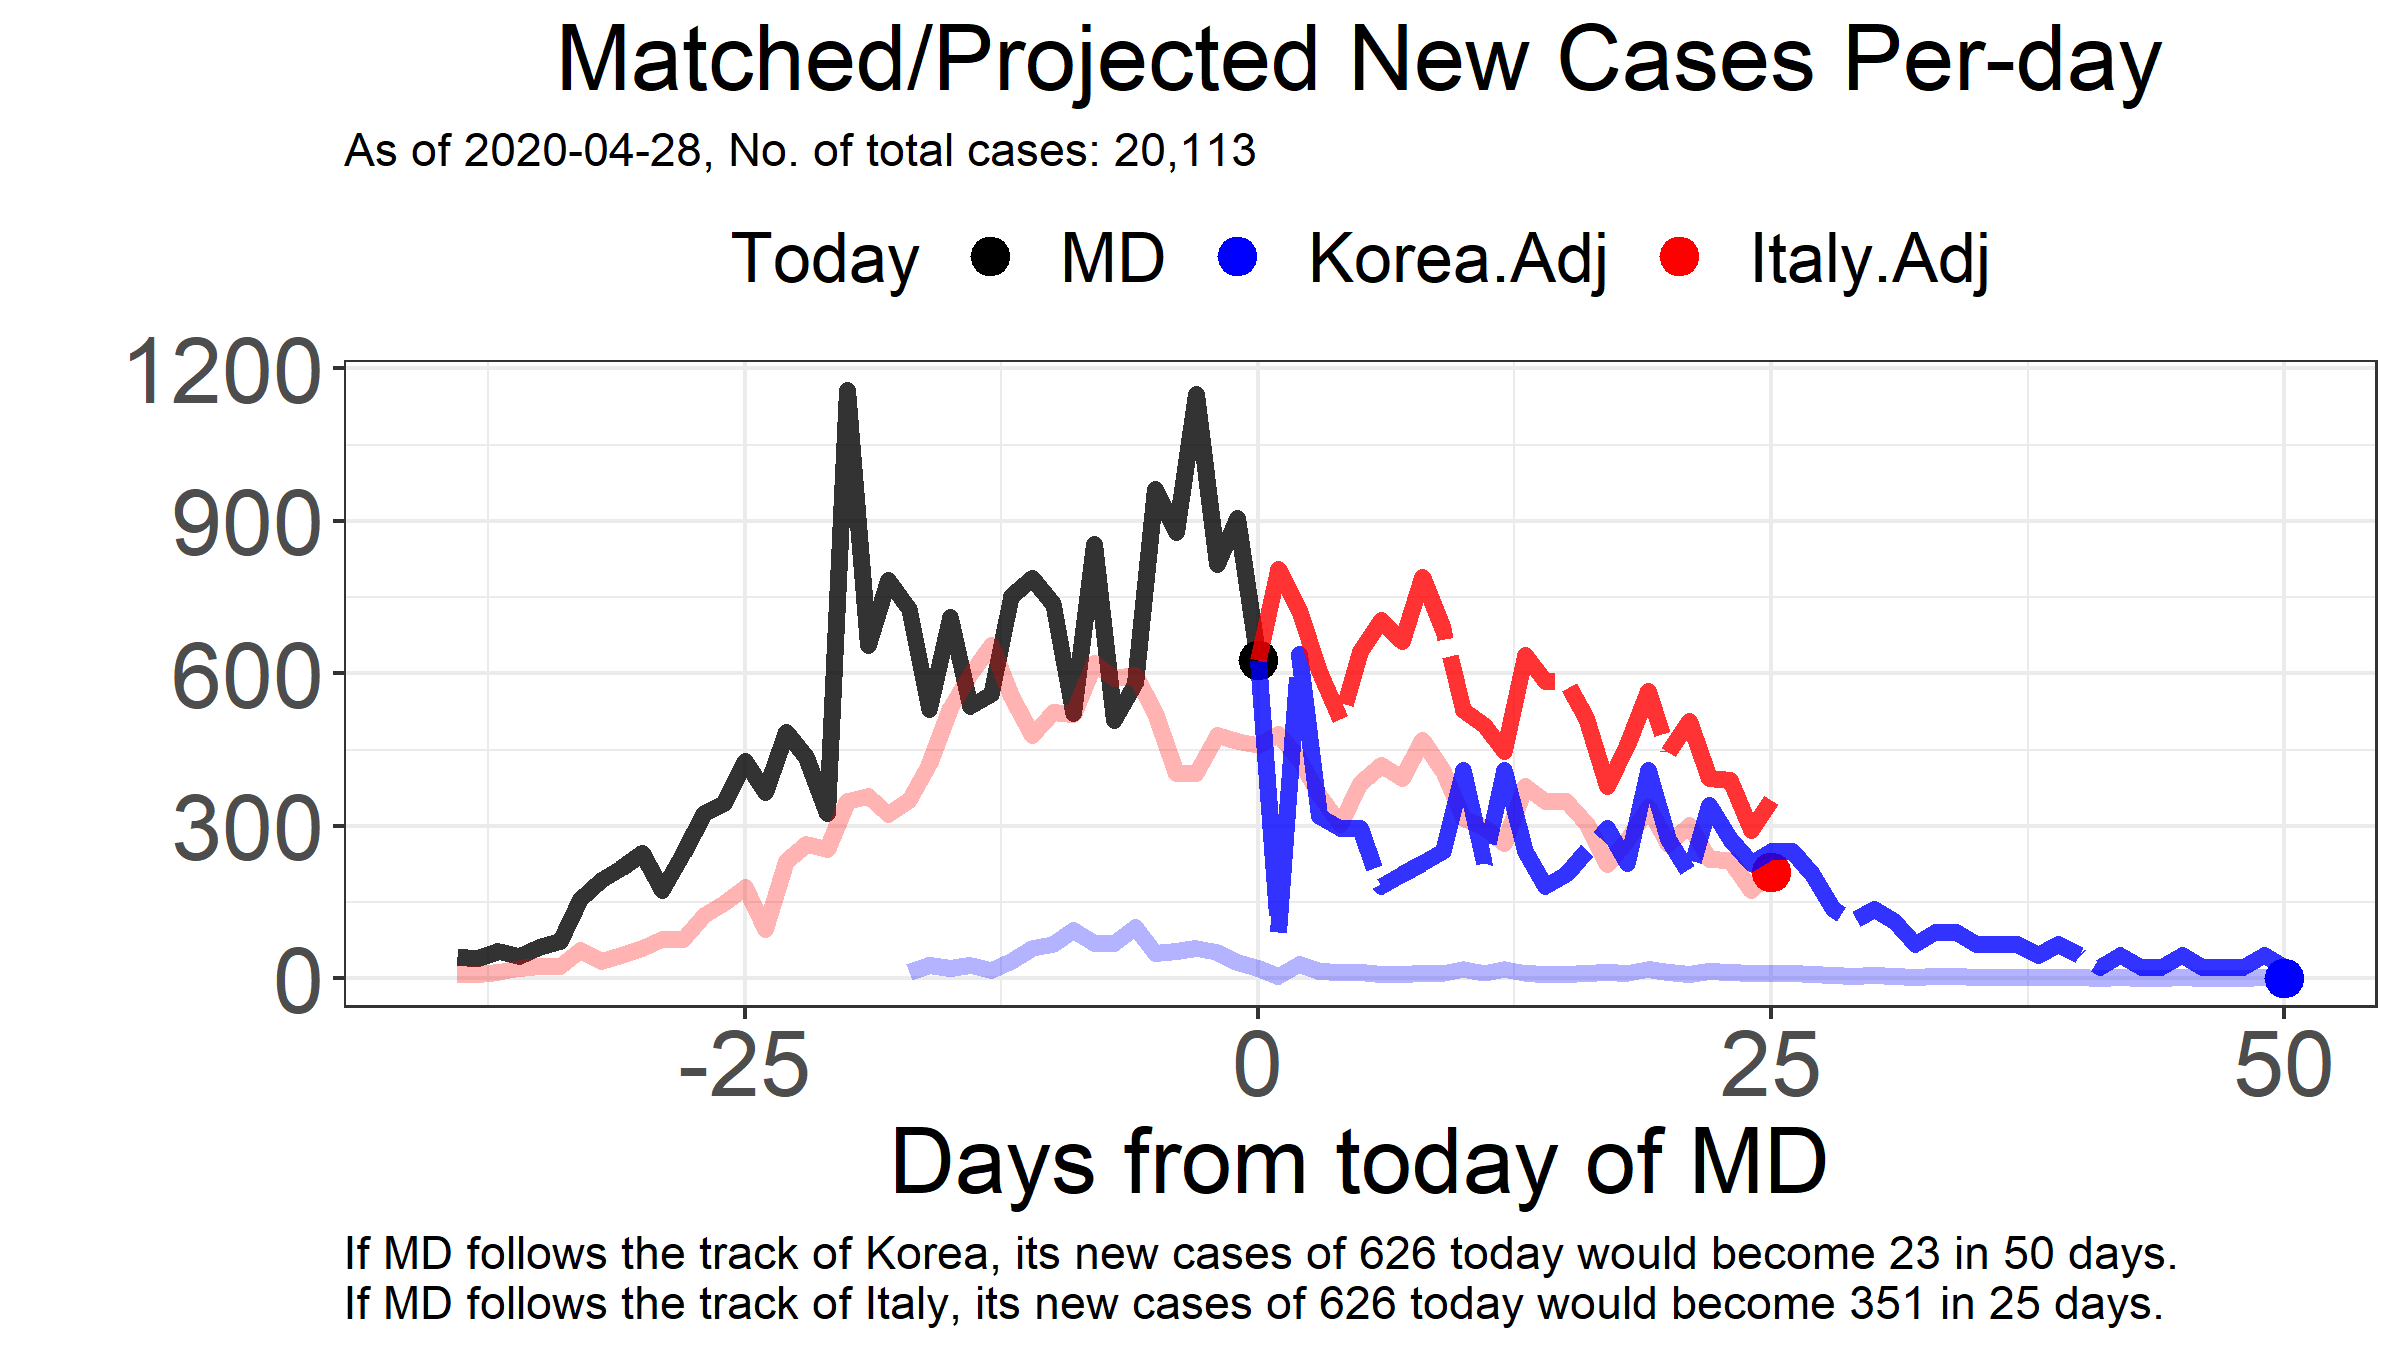 Matched/Projected New Cases Per-day
As of 2020-04-28, No. of total cases: 20,113
Today MD Korea.Adj Italy.Adj
1200
900
600
300
0
-25 0 25 50
Days from today of MD
If MD follows the track of Korea, its new cases of 626 today would become 23 in 50 days.
If MD follows the track of Italy, its new cases of 626 today would become 351 in 25 days.